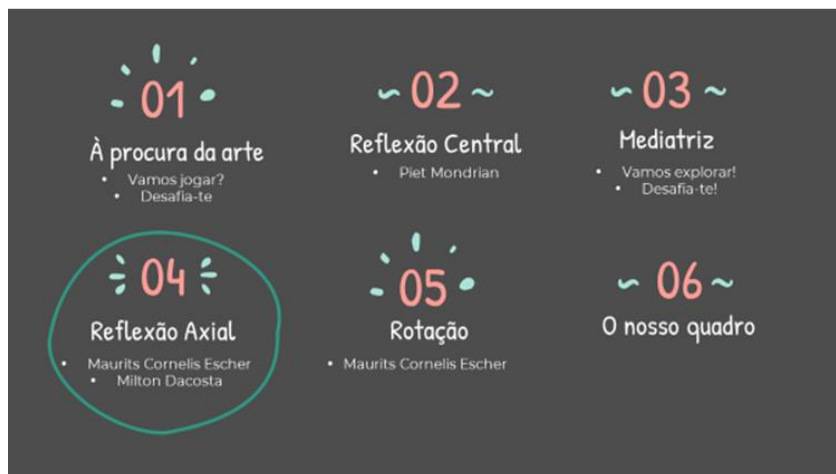 01
À procura da arte
• Vamos jogar?
• Desafia-te
02
Reflexão Central
• Piet Mondrian
03
Mediatriz
• Vamos explorar!
• Desafia-te!
04
Reflexão Axial
• Maurits Cornelis Escher
• Milton Dacosta
05
Rotação
• Maurits Cornelis Escher
06
O nosso quadro